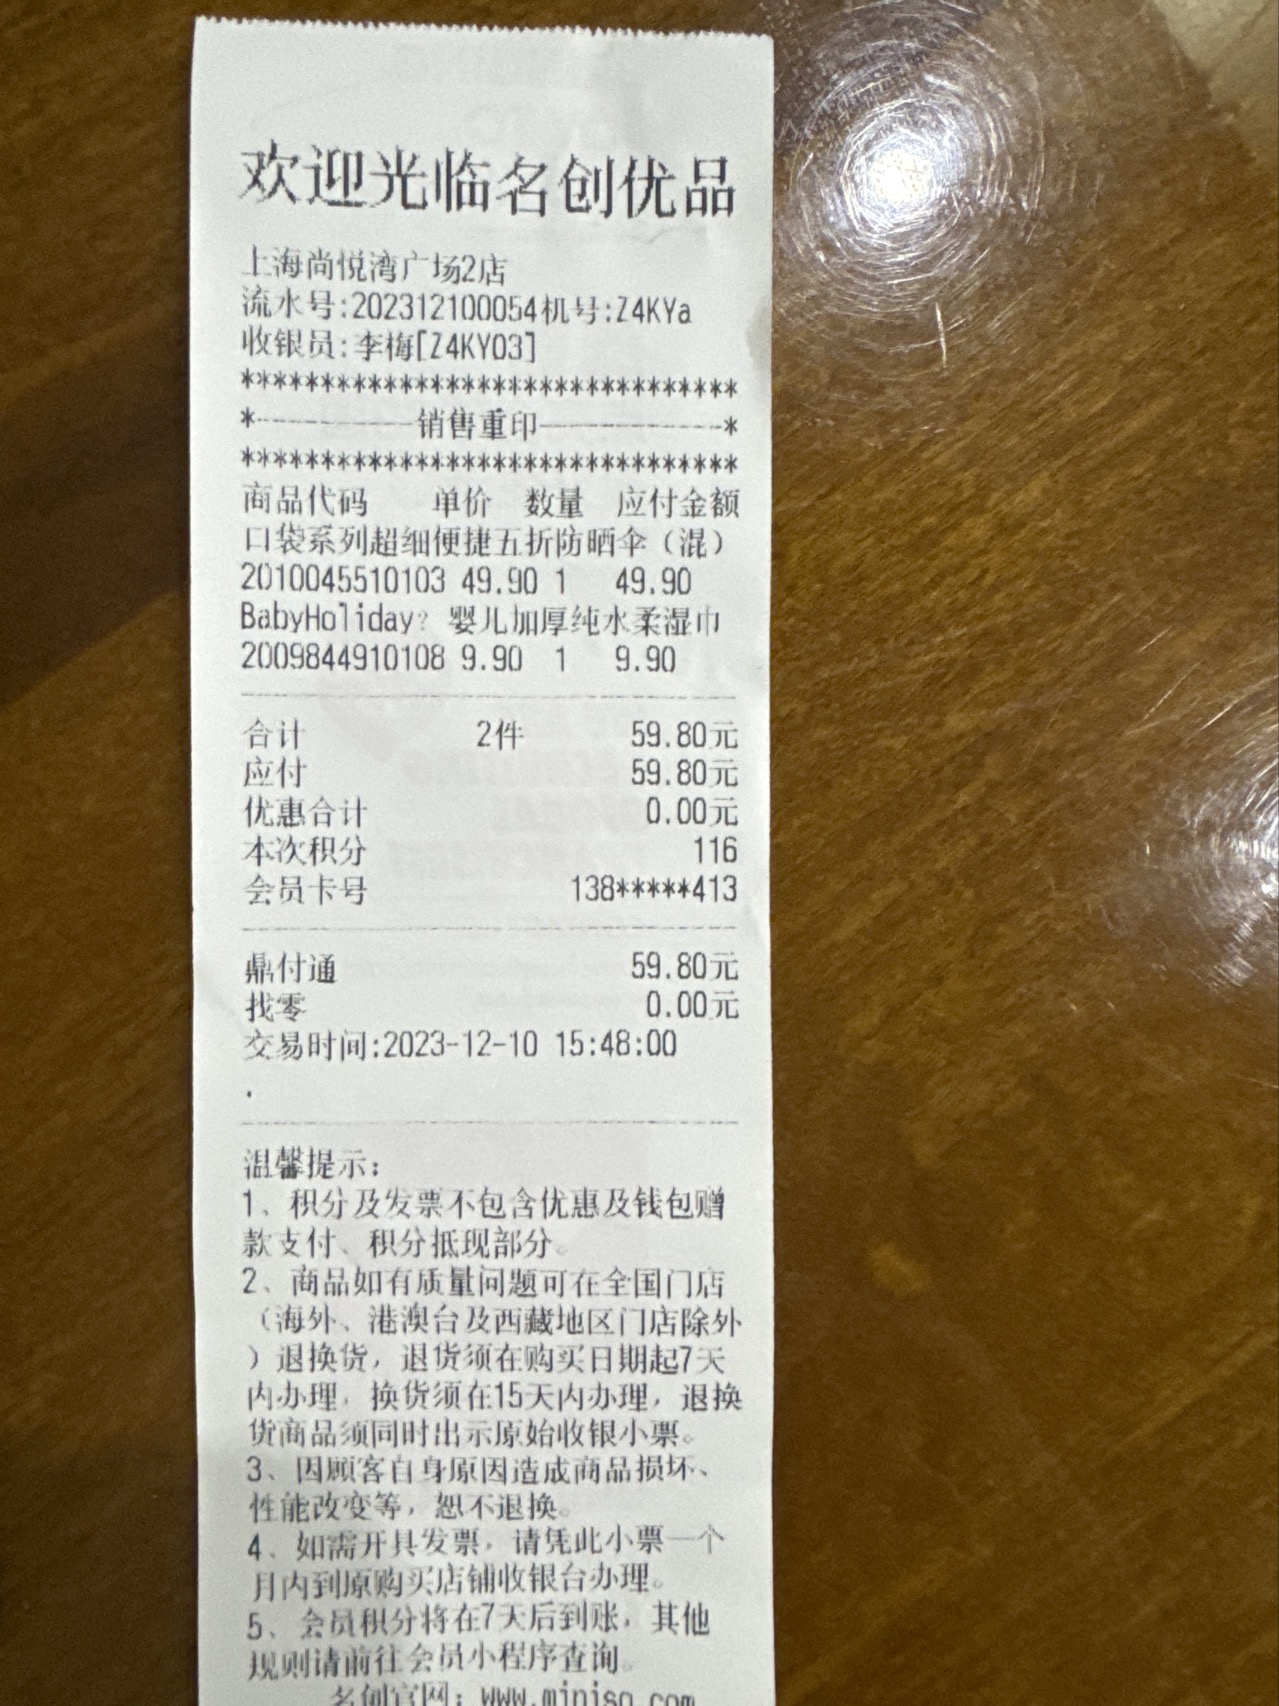 欢迎光临名创优品
上海尚悦湾广场2店
流水号:202312100054机号:Z4KYa
收银员:李梅[Z4KY03]
********************************
*----------销售重印------------*
********************************
商品代码 单价 数量 应付金额
口袋系列超细便捷五折防晒伞（混）
2010045510103 49.90 1 49.90
BabyHoliday? 婴儿加厚纯水柔湿巾
2009844910108 9.90 1 9.90
合计 2件 59.80元
应付 59.80元
优惠合计 0.00元
本次积分 116
会员卡号 138*****413
鼎付通 59.80元
找零 0.00元
交易时间:2023-12-10 15:48:00
.
温馨提示:
1、积分及发票不包含优惠及钱包赠
款支付、积分抵现部分。
2、商品如有质量问题可在全国门店
（海外、港澳台及西藏地区门店除外
）退换货，退货须在购买日期起7天
内办理，换货须在15天内办理，退换
货商品须同时出示原始收银小票。
3、因顾客自身原因造成商品损坏、
性能改变等，恕不退换。
4、如需开具发票，请凭此小票一个
月内到原购买店铺收银台办理。
5、会员积分将在7天后到账，其他
规则请前往会员小程序查询。
名创官网：www.miniso.com